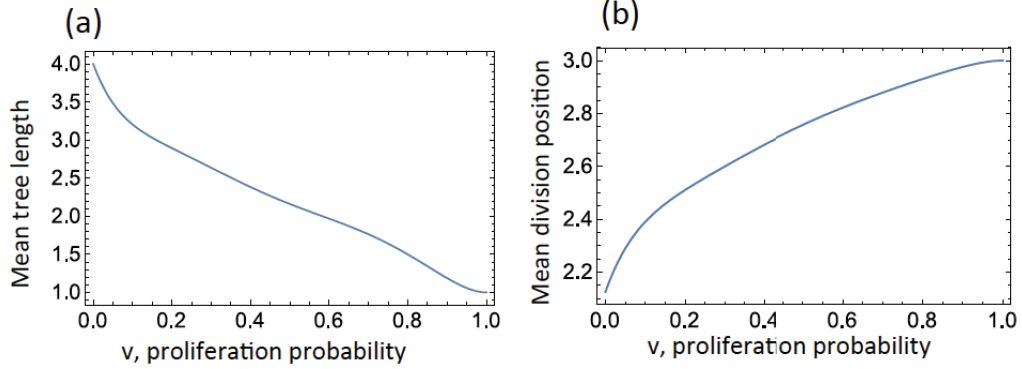 (a)
Mean tree length
4.0
3.5
3.0
2.5
2.0
1.5
1.0
0.0 0.2 0.4 0.6 0.8 1.0
v, proliferation probability
(b)
Mean division position
3.0
2.8
2.6
2.4
2.2
0.0 0.2 0.4 0.6 0.8 1.0
v, proliferation probability